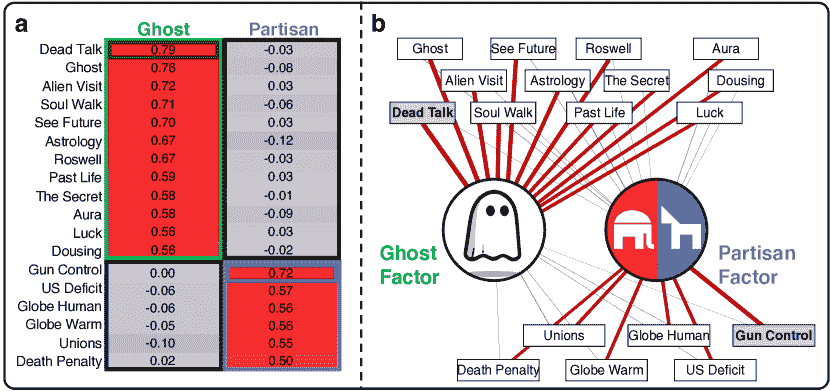 a
Ghost Partisan
Dead Talk 0.79 -0.03
Ghost 0.76 -0.08
Alien Visit 0.72 0.03
Soul Walk 0.71 -0.06
See Future 0.70 0.03
Astrology 0.67 -0.12
Roswell 0.67 -0.03
Past Life 0.59 0.03
The Secret 0.58 -0.01
Aura 0.58 -0.09
Luck 0.56 0.03
Dousing 0.56 -0.02
Gun Control 0.00 0.72
US Deficit -0.06 0.57
Globe Human -0.06 0.56
Globe Warm -0.05 0.56
Unions -0.10 0.55
Death Penalty 0.02 0.50
b
Ghost See Future Roswell Aura
Alien Visit Astrology The Secret Dousing
Dead Talk Soul Walk Past Life Luck
Ghost
Factor
Partisan
Factor
Unions Globe Human Gun Control
Death Penalty Globe Warm US Deficit